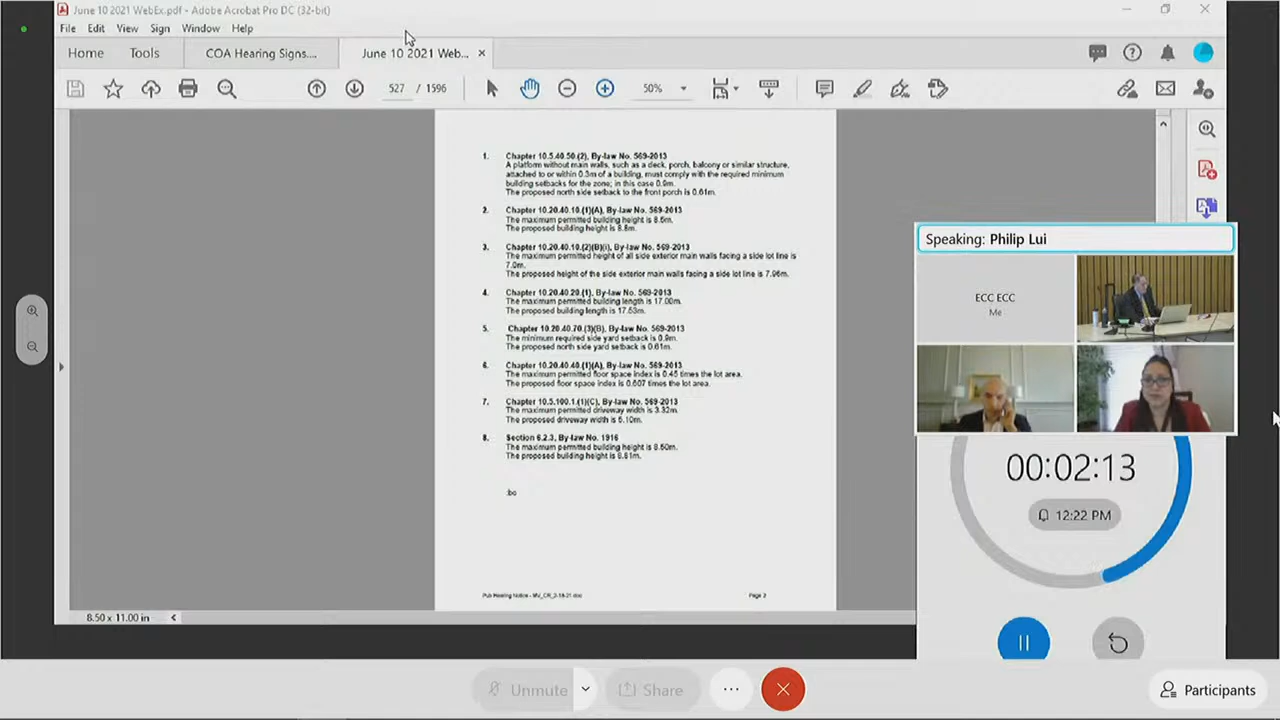 June 10 2021 WebEx.pdf - Adobe Acrobat Pro DC (32-bit)
File Edit View Sign Window Help
Home Tools COA Hearing Signs.... June 10 2021 Web... ×
527 / 1596 50%
1. Chapter 10.5.40.50.(2), By-law No. 569-2013
A platform without main walls, such as a deck, porch, balcony or similar structure,
attached to or within 0.3m of a building, must comply with the required minimum
building setbacks for the zone; in this case 0.9m.
The proposed north side setback to the front porch is 0.61m.
2. Chapter 10.20.40.10.(1)(A), By-law No. 569-2013
The maximum permitted building height is 8.5m.
The proposed building height is 8.8m.
3. Chapter 10.20.40.10.(2)(B)(i), By-law No. 569-2013
The maximum permitted height of all side exterior main walls facing a side lot line is
7.0m.
The proposed height of the side exterior main walls facing a side lot line is 7.96m.
4. Chapter 10.20.40.20.(1), By-law No. 569-2013
The maximum permitted building length is 17.00m.
The proposed building length is 17.63m.
5. Chapter 10.20.40.70.(3)(B), By-law No. 569-2013
The minimum required side yard setback is 0.9m.
The proposed north side yard setback is 0.61m.
6. Chapter 10.20.40.40.(1)(A), By-law No. 569-2013
The maximum permitted floor space index is 0.45 times the lot area.
The proposed floor space index is 0.607 times the lot area.
7. Chapter 10.5.100.1.(1)(C), By-law No. 569-2013
The maximum permitted driveway width is 3.32m.
The proposed driveway width is 5.10m.
8. Section 6.2.3, By-law No. 1916
The maximum permitted building height is 8.50m.
The proposed building height is 8.81m.
:bo
Pub Hearing Notice - MV_CR_2-18-21.doc Page 2
8.50 x 11.00 in
Speaking: Philip Lui
ECC ECC
Me
00:02:13
12:22 PM
Unmute Share ... Participants